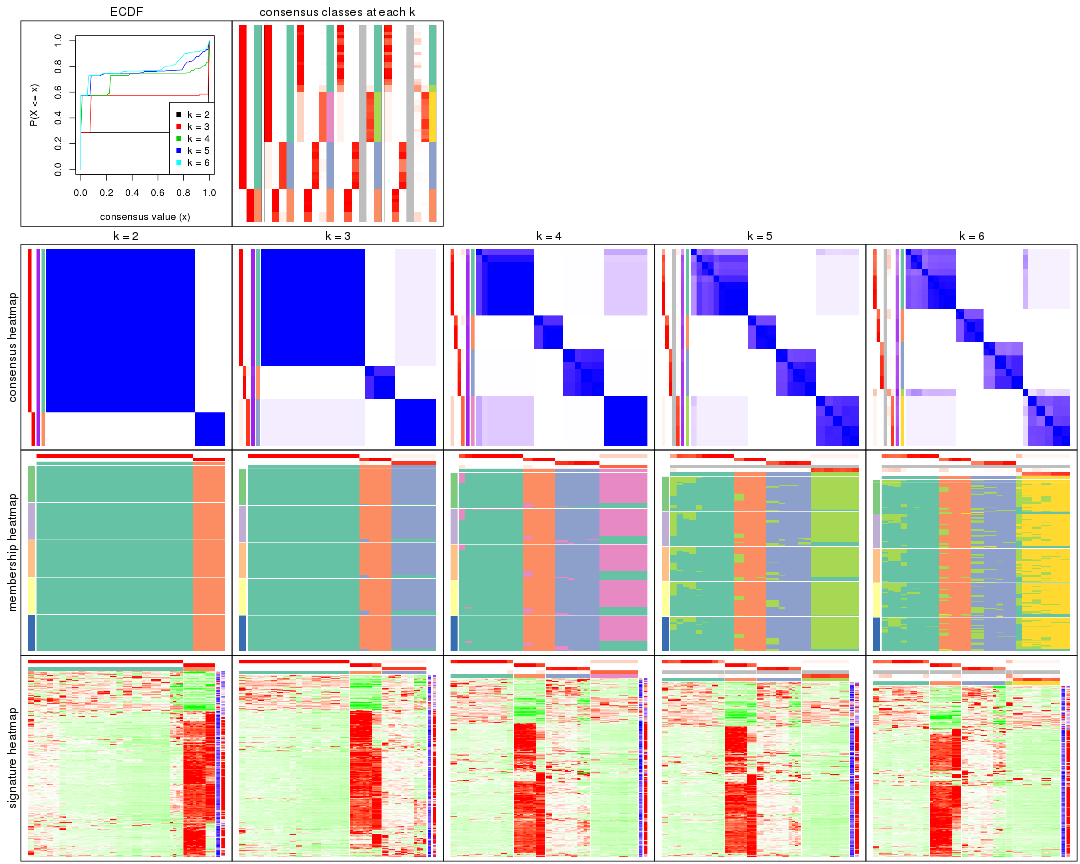 ECDF
consensus classes at each k
P(X <= x)
0.0 0.2 0.4 0.6 0.8 1.0
k = 2
k = 3
k = 4
k = 5
k = 6
0.0 0.2 0.4 0.6 0.8 1.0
consensus value (x)
k = 2 k = 3 k = 4 k = 5 k = 6
consensus heatmap
membership heatmap
signature heatmap